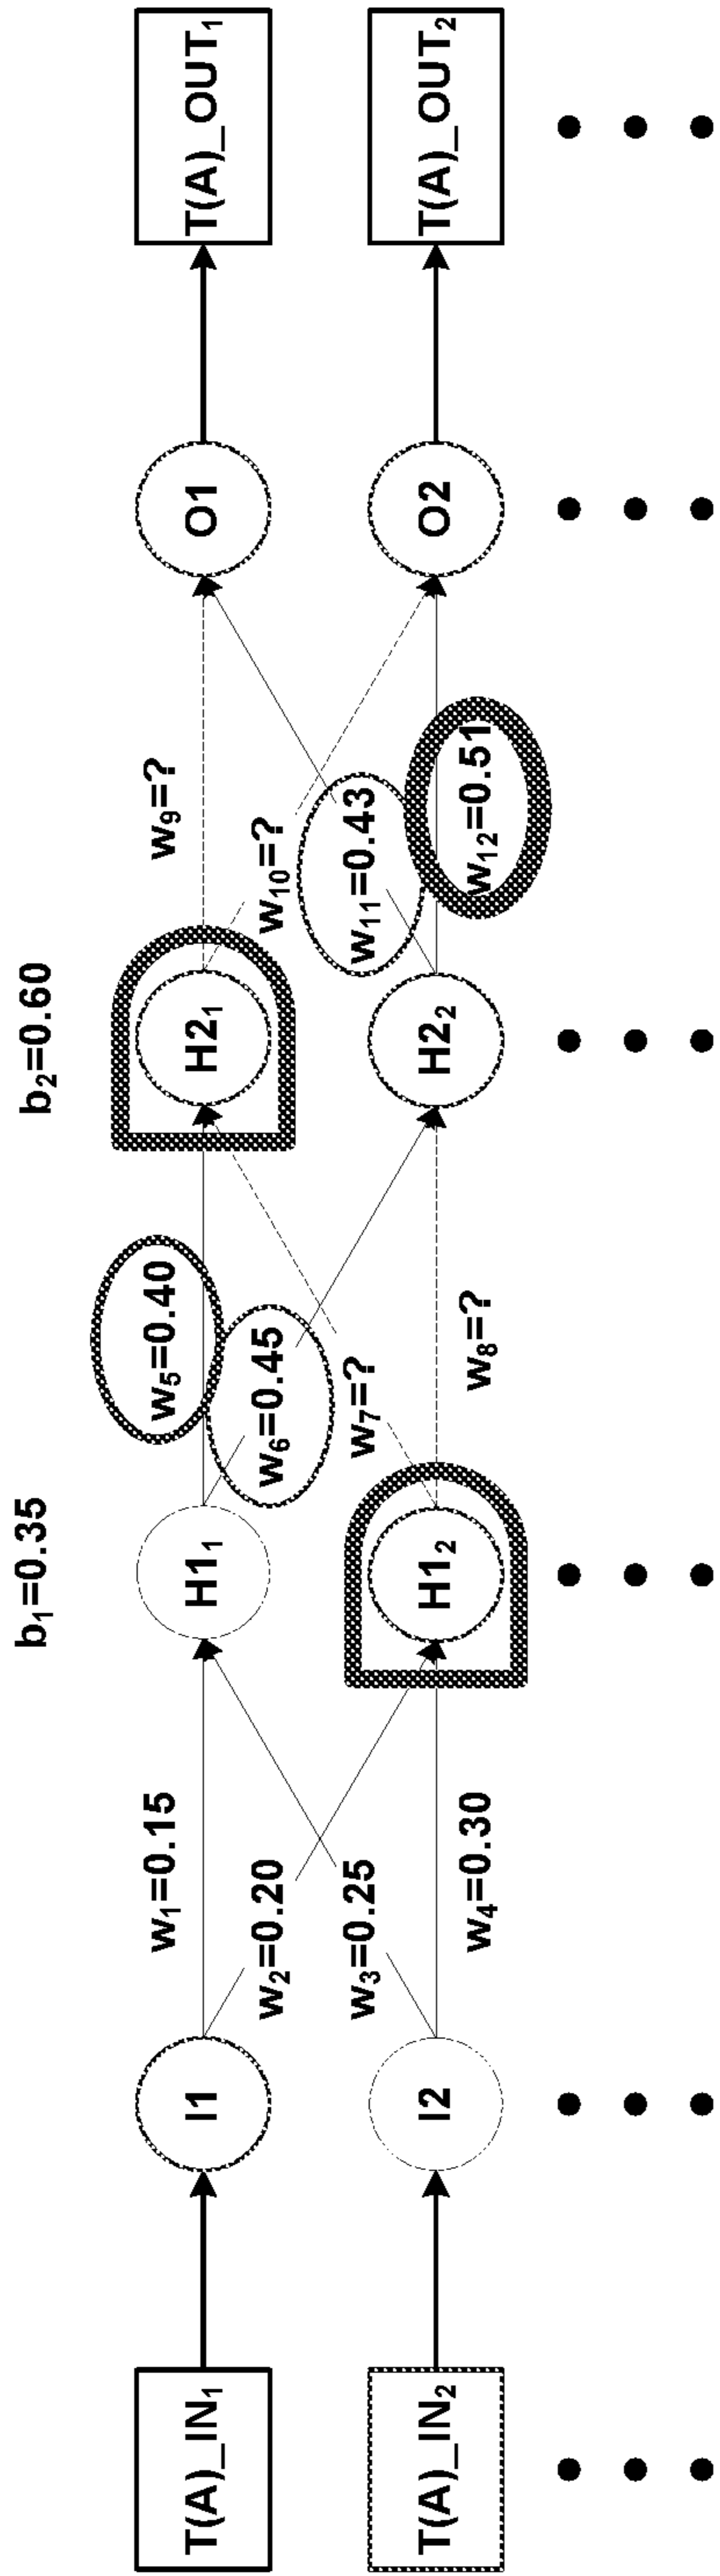 b₁=0.35
b₂=0.60
T(A)_IN₁
I1
w₁=0.15
H1₁
w₅=0.40
H2₁
w₉=?
O1
T(A)_OUT₁
w₂=0.20
w₆=0.45
w₁₀=?
w₃=0.25
w₇=?
w₁₁=0.43
T(A)_IN₂
I2
w₄=0.30
H1₂
w₈=?
H2₂
w₁₂=0.51
O2
T(A)_OUT₂